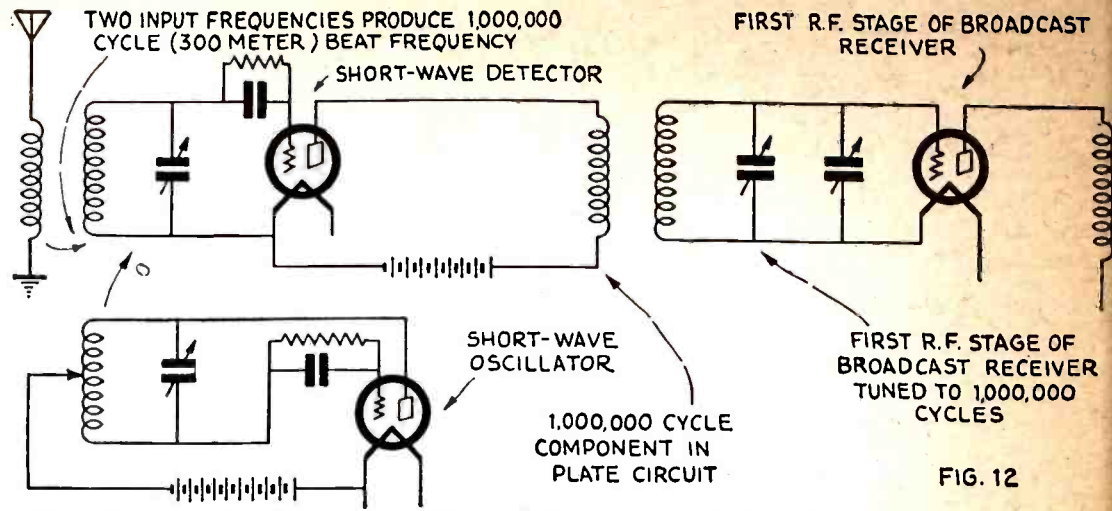 TWO INPUT FREQUENCIES PRODUCE 1,000,000
CYCLE (300 METER) BEAT FREQUENCY
SHORT-WAVE DETECTOR
FIRST R.F. STAGE OF BROADCAST
RECEIVER
C
SHORT-WAVE
OSCILLATOR
1,000,000 CYCLE
COMPONENT IN
PLATE CIRCUIT
FIRST R.F. STAGE OF
BROADCAST RECEIVER
TUNED TO 1,000,000
CYCLES
FIG. 12